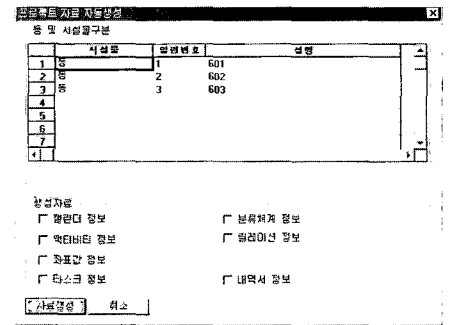 프로젝트 자료 자동생성
동 및 시설물구분
시설물 일련번호 설명
1 동 1 601
2 동 2 602
3 동 3 603
4
5
6
7
생성자료
캘린더 정보 분류체계 정보
액티비티 정보 릴레이션 정보
좌표값 정보
타스크 정보 내역서 정보
자료생성 취소